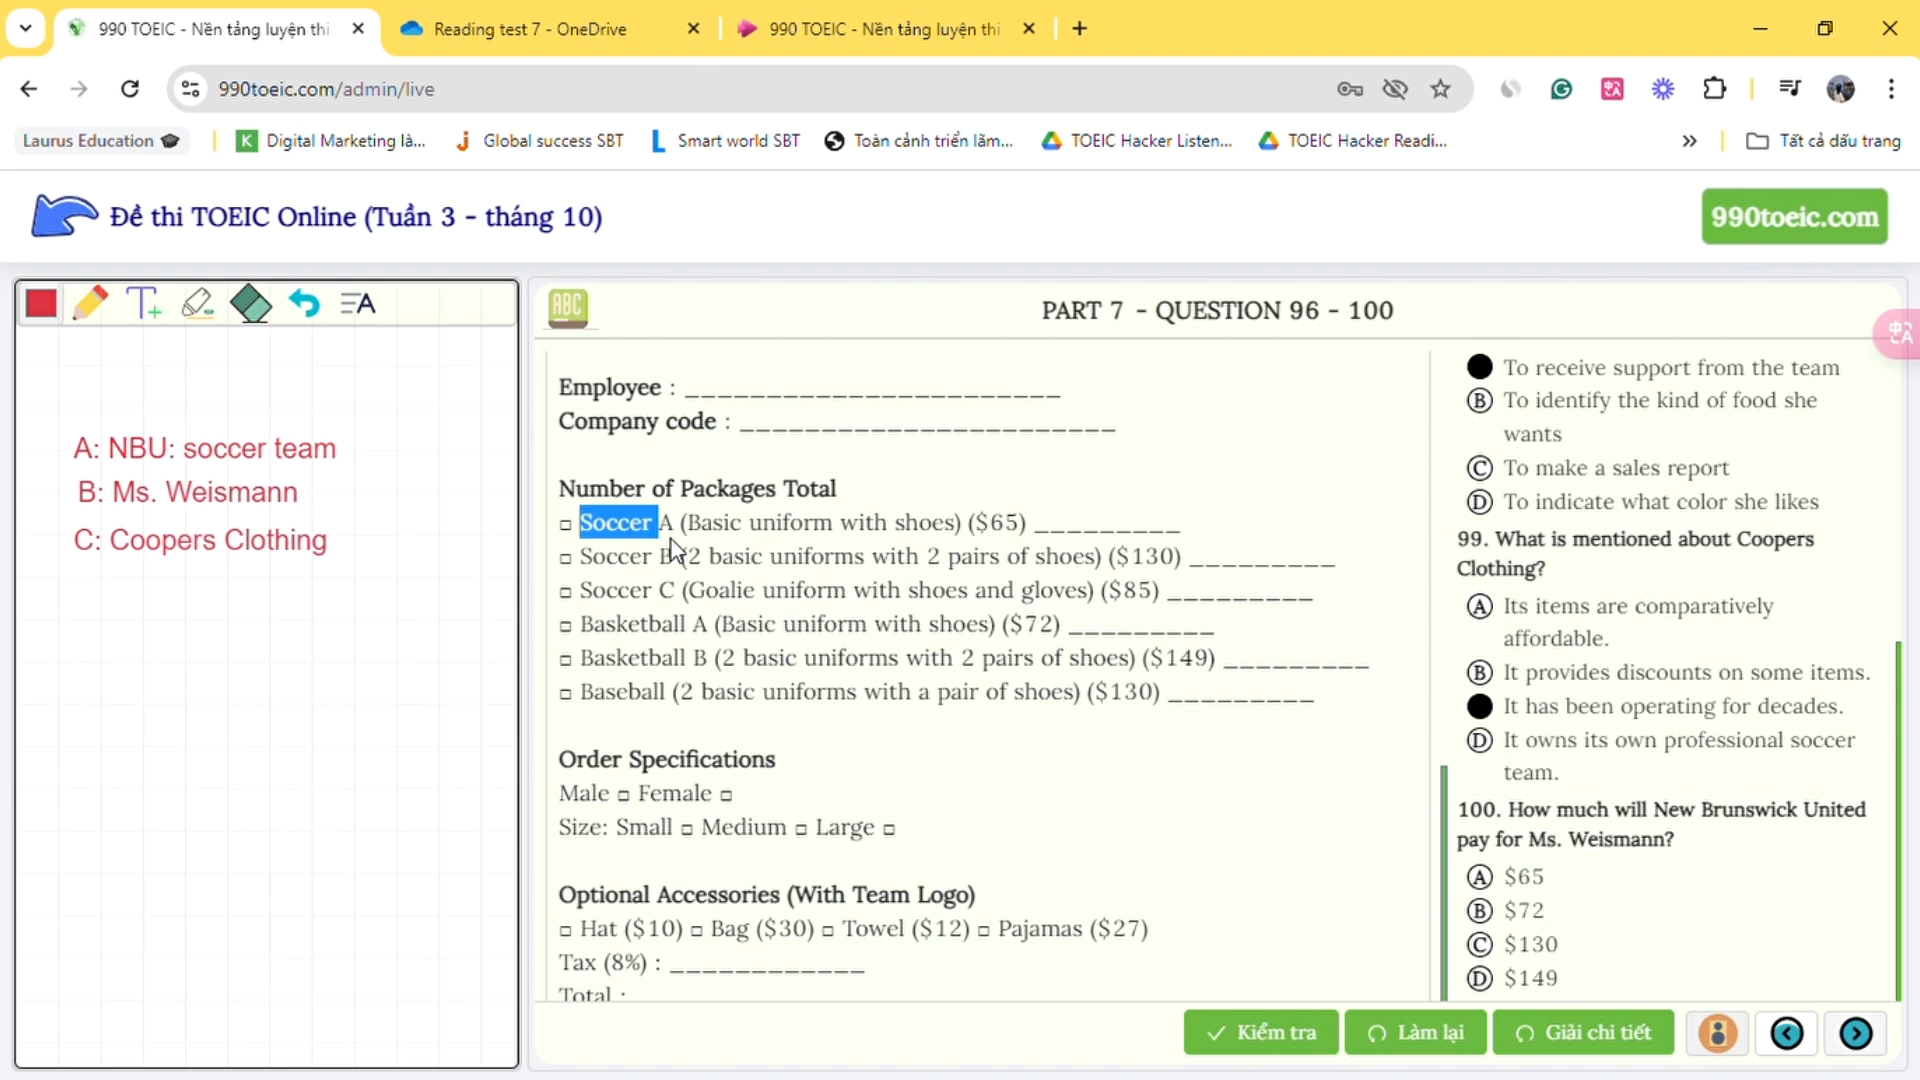 990 TOEIC - Nền tảng luyện thi
Reading test 7 - OneDrive
990 TOEIC - Nền tảng luyện thi
990toeic.com/admin/live
Laurus Education
Digital Marketing là...
Global success SBT
Smart world SBT
Toàn cảnh triển lãm...
TOEIC Hacker Listen...
TOEIC Hacker Readi...
Tất cả dấu trang
Đề thi TOEIC Online (Tuần 3 - tháng 10)
990toeic.com
A: NBU: soccer team
B: Ms. Weismann
C: Coopers Clothing
ABC
PART 7 - QUESTION 96 - 100
Employee : _______________________
Company code : _______________________
Number of Packages Total
□ Soccer A (Basic uniform with shoes) ($65) _________
□ Soccer B (2 basic uniforms with 2 pairs of shoes) ($130) _________
□ Soccer C (Goalie uniform with shoes and gloves) ($85) _________
□ Basketball A (Basic uniform with shoes) ($72) _________
□ Basketball B (2 basic uniforms with 2 pairs of shoes) ($149) _________
□ Baseball (2 basic uniforms with a pair of shoes) ($130) _________
Order Specifications
Male □ Female □
Size: Small □ Medium □ Large □
Optional Accessories (With Team Logo)
□ Hat ($10) □ Bag ($30) □ Towel ($12) □ Pajamas ($27)
Tax (8%) : ____________
Total :
To receive support from the team
B To identify the kind of food she
wants
C To make a sales report
D To indicate what color she likes
99. What is mentioned about Coopers
Clothing?
A Its items are comparatively
affordable.
B It provides discounts on some items.
It has been operating for decades.
D It owns its own professional soccer
team.
100. How much will New Brunswick United
pay for Ms. Weismann?
A $65
B $72
C $130
D $149
Kiểm tra
Làm lại
Giải chi tiết